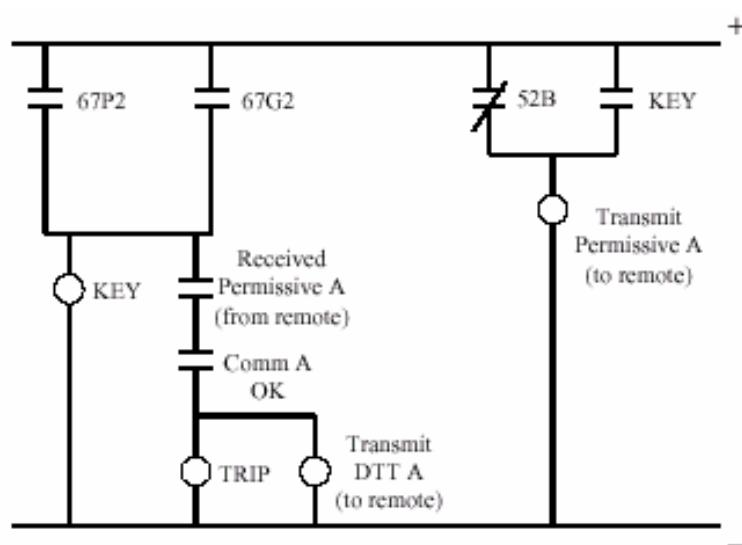 +
67P2
67G2
52B
KEY
Transmit
Permissive A
(to remote)
Received
Permissive A
(from remote)
KEY
Comm A
OK
TRIP
Transmit
DTT A
(to remote)
−